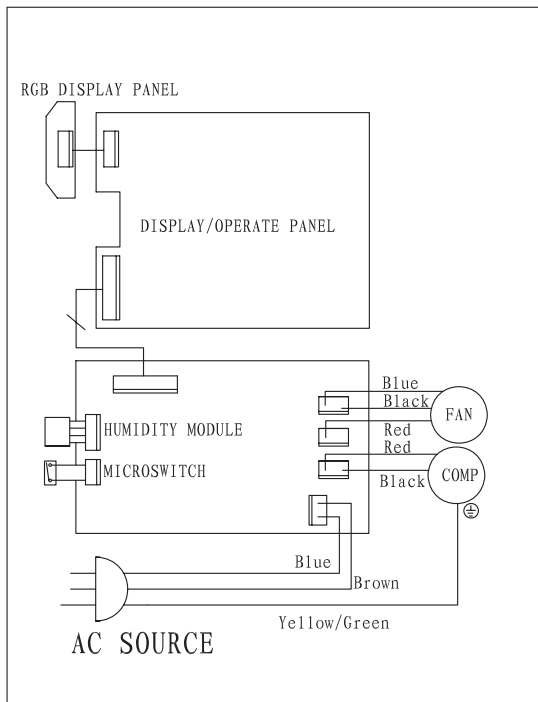 RGB DISPLAY PANEL
DISPLAY/OPERATE PANEL
Blue
Black
FAN
Red
HUMIDITY MODULE
Red
MICROSWITCH
COMP
Black
Blue
Brown
Yellow/Green
AC SOURCE